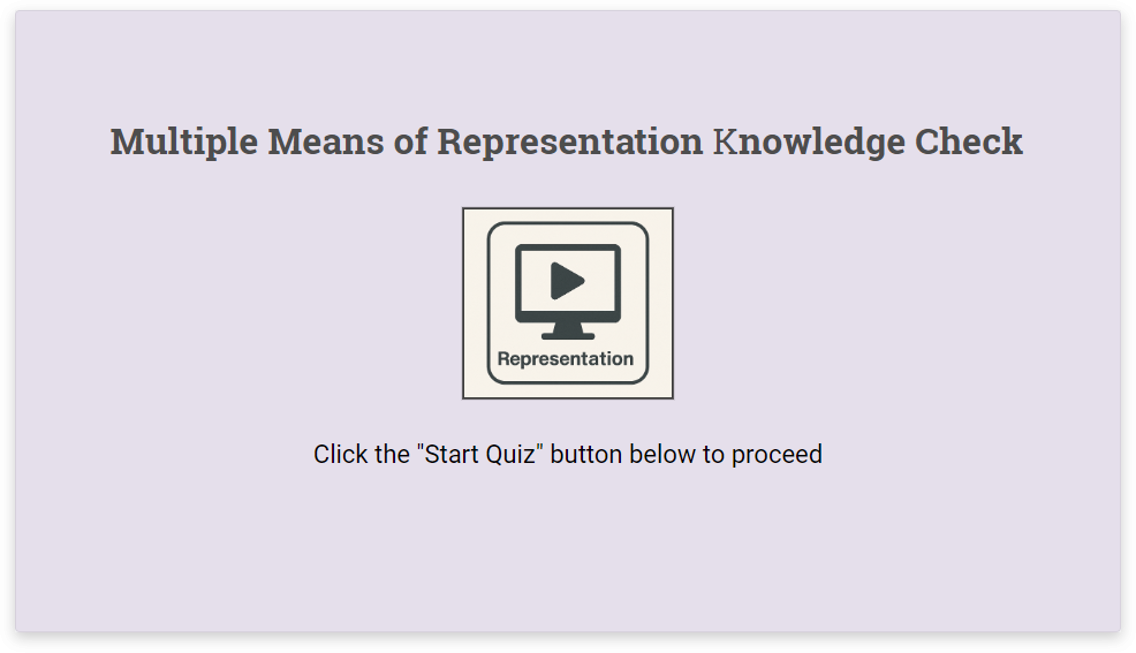 Multiple Means of Representation Knowledge Check
Representation
Click the "Start Quiz" button below to proceed